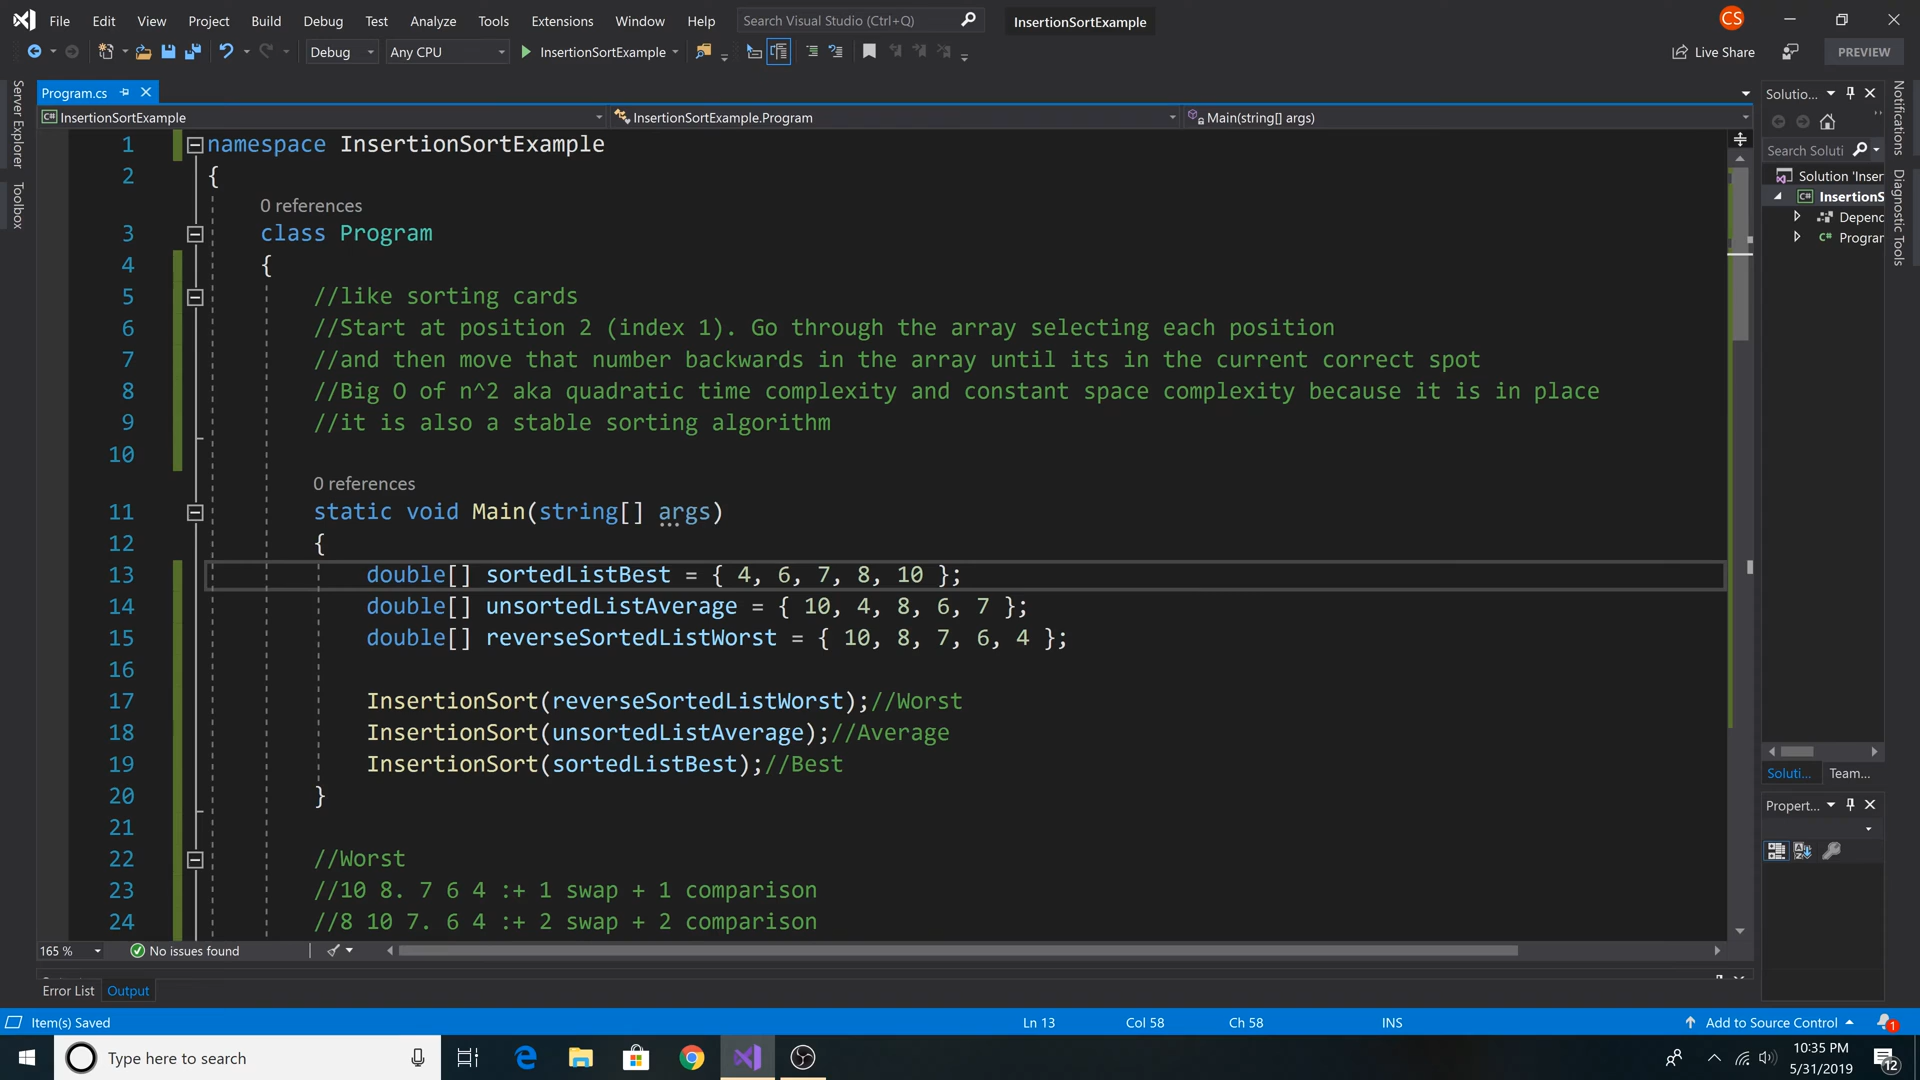 File Edit View Project Build Debug Test Analyze Tools Extensions Window Help Search Visual Studio (Ctrl+Q) InsertionSortExample CS
Debug Any CPU InsertionSortExample Live Share PREVIEW
Server Explorer
Toolbox
Program.cs
InsertionSortExample InsertionSortExample.Program Main(string[] args)
1 namespace InsertionSortExample
2 {
0 references
3 class Program
4 {
5 //like sorting cards
6 //Start at position 2 (index 1). Go through the array selecting each position
7 //and then move that number backwards in the array until its in the current correct spot
8 //Big O of n^2 aka quadratic time complexity and constant space complexity because it is in place
9 //it is also a stable sorting algorithm
10
0 references
11 static void Main(string[] args)
12 {
13 double[] sortedListBest = { 4, 6, 7, 8, 10 };
14 double[] unsortedListAverage = { 10, 4, 8, 6, 7 };
15 double[] reverseSortedListWorst = { 10, 8, 7, 6, 4 };
16
17 InsertionSort(reverseSortedListWorst);//Worst
18 InsertionSort(unsortedListAverage);//Average
19 InsertionSort(sortedListBest);//Best
20 }
21
22 //Worst
23 //10 8. 7 6 4 :+ 1 swap + 1 comparison
24 //8 10 7. 6 4 :+ 2 swap + 2 comparison
165 % No issues found
Solutio...
Search Soluti
Solution 'Inser
C# InsertionS
Depend
C# Prograr
Soluti... Team...
Propert...
Notifications
Diagnostic Tools
Error List Output
Item(s) Saved Ln 13 Col 58 Ch 58 INS Add to Source Control 1
Type here to search
10:35 PM
5/31/2019
12